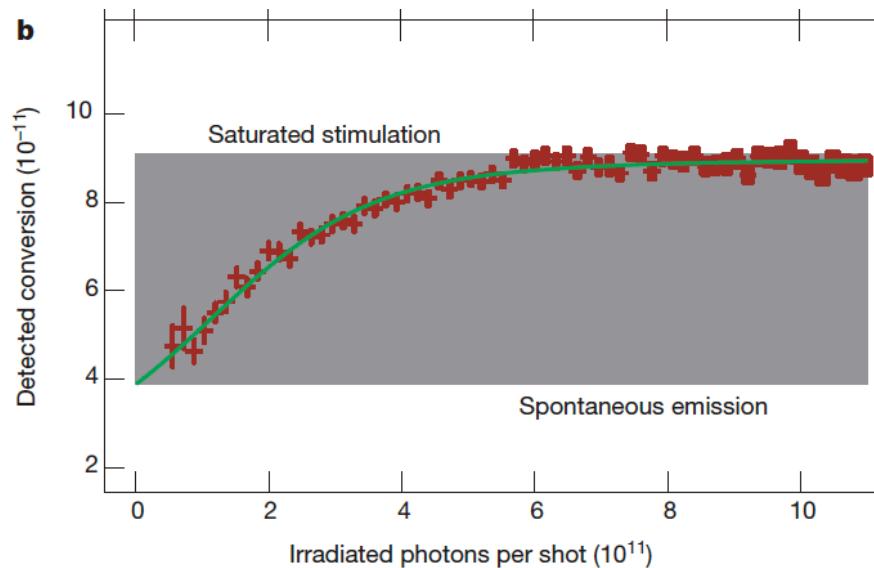 b
10
Saturated stimulation
8
6
4
Spontaneous emission
2
Detected conversion (10⁻¹¹)
0 2 4 6 8 10
Irradiated photons per shot (10¹¹)